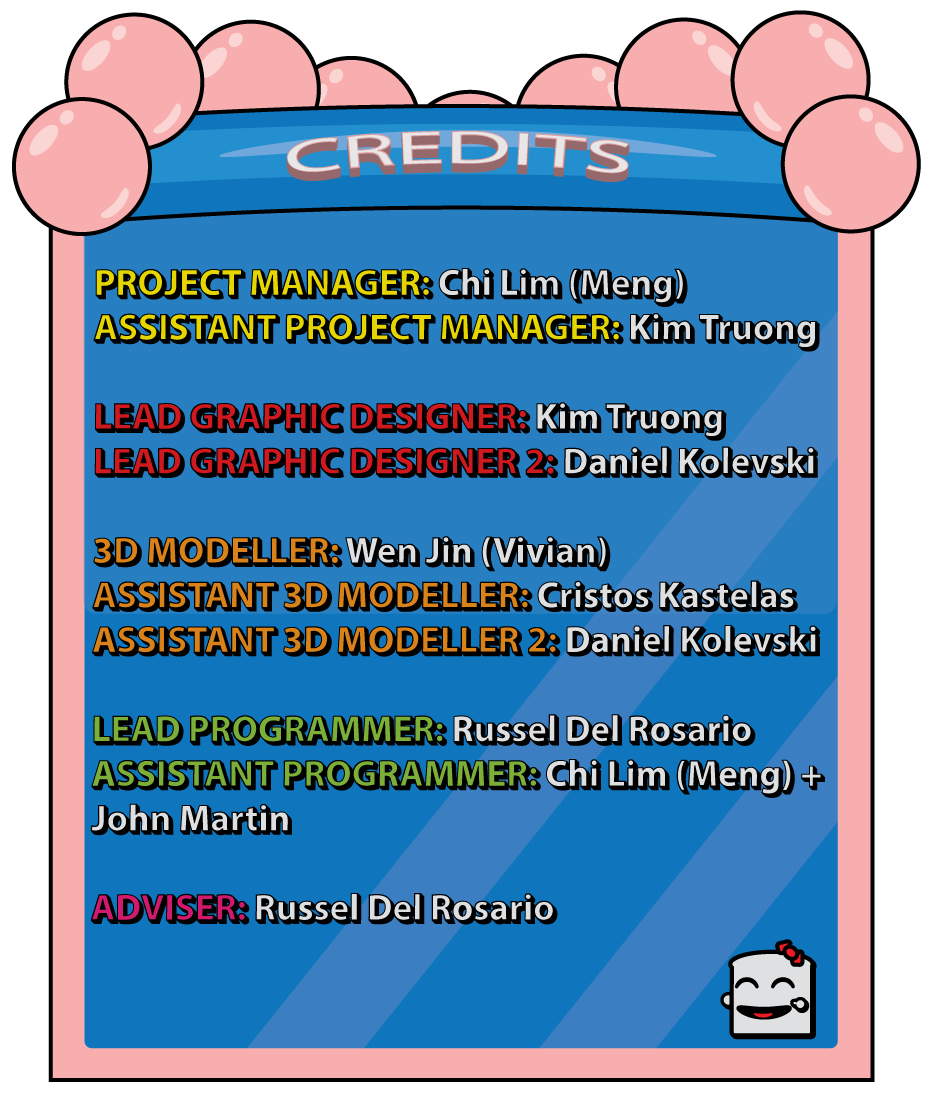 CREDITS
PROJECT MANAGER: Chi Lim (Meng)
ASSISTANT PROJECT MANAGER: Kim Truong
LEAD GRAPHIC DESIGNER: Kim Truong
LEAD GRAPHIC DESIGNER 2: Daniel Kolevski
3D MODELLER: Wen Jin (Vivian)
ASSISTANT 3D MODELLER: Cristos Kastelas
ASSISTANT 3D MODELLER 2: Daniel Kolevski
LEAD PROGRAMMER: Russel Del Rosario
ASSISTANT PROGRAMMER: Chi Lim (Meng) +
John Martin
ADVISER: Russel Del Rosario